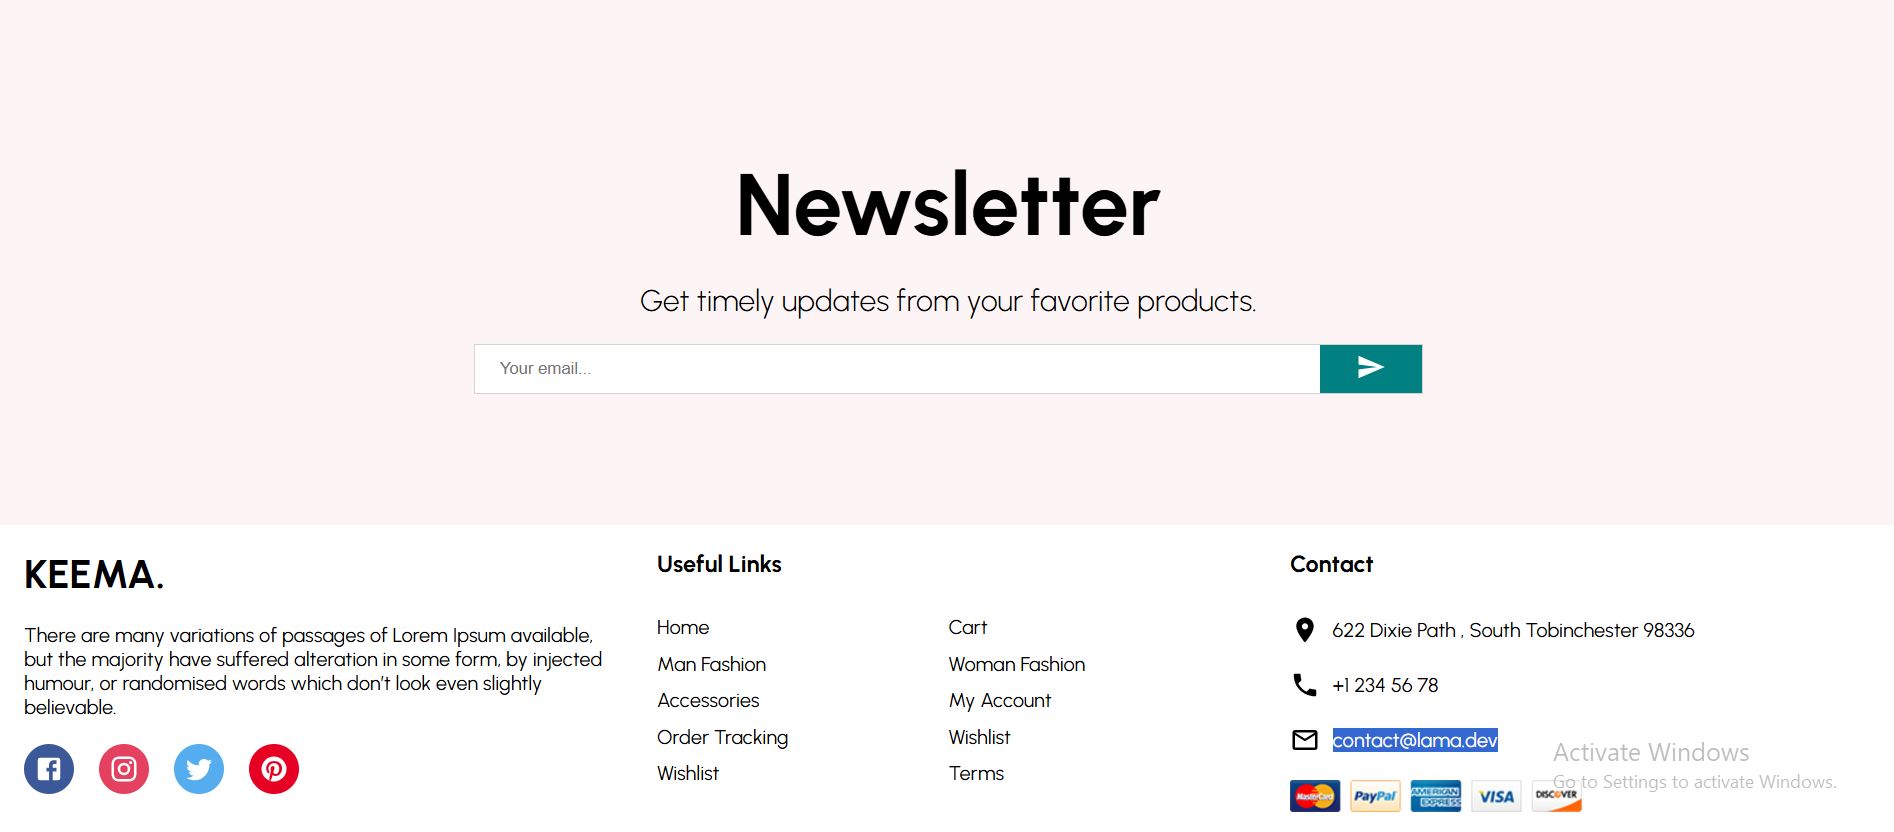 Newsletter
Get timely updates from your favorite products.
Your email...
KEEMA.
There are many variations of passages of Lorem Ipsum available,
but the majority have suffered alteration in some form, by injected
humour, or randomised words which don't look even slightly
believable.
Useful Links
Home
Man Fashion
Accessories
Order Tracking
Wishlist
Cart
Woman Fashion
My Account
Wishlist
Terms
Contact
622 Dixie Path , South Tobinchester 98336
+1 234 56 78
contact@lama.dev
MasterCard PayPal AMERICAN EXPRESS VISA DISCOVER
Activate Windows
Go to Settings to activate Windows.